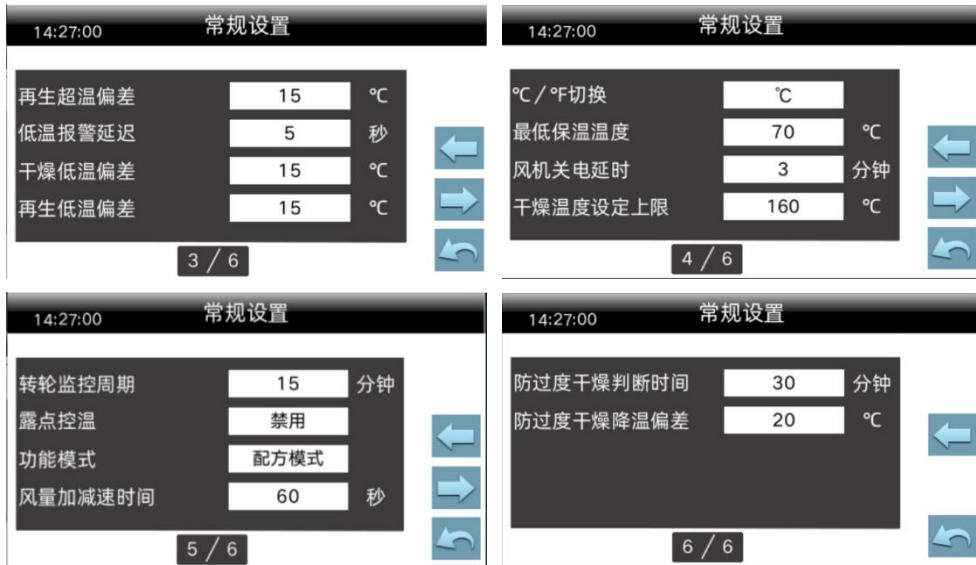 14:27:00 常规设置
再生超温偏差 15 ℃
低温报警延迟 5 秒
干燥低温偏差 15 ℃
再生低温偏差 15 ℃
3 / 6
14:27:00 常规设置
℃/℉切换 ℃
最低保温温度 70 ℃
风机关电延时 3 分钟
干燥温度设定上限 160 ℃
4 / 6
14:27:00 常规设置
转轮监控周期 15 分钟
露点控温 禁用
功能模式 配方模式
风量加减速时间 60 秒
5 / 6
14:27:00 常规设置
防过度干燥判断时间 30 分钟
防过度干燥降温偏差 20 ℃
6 / 6